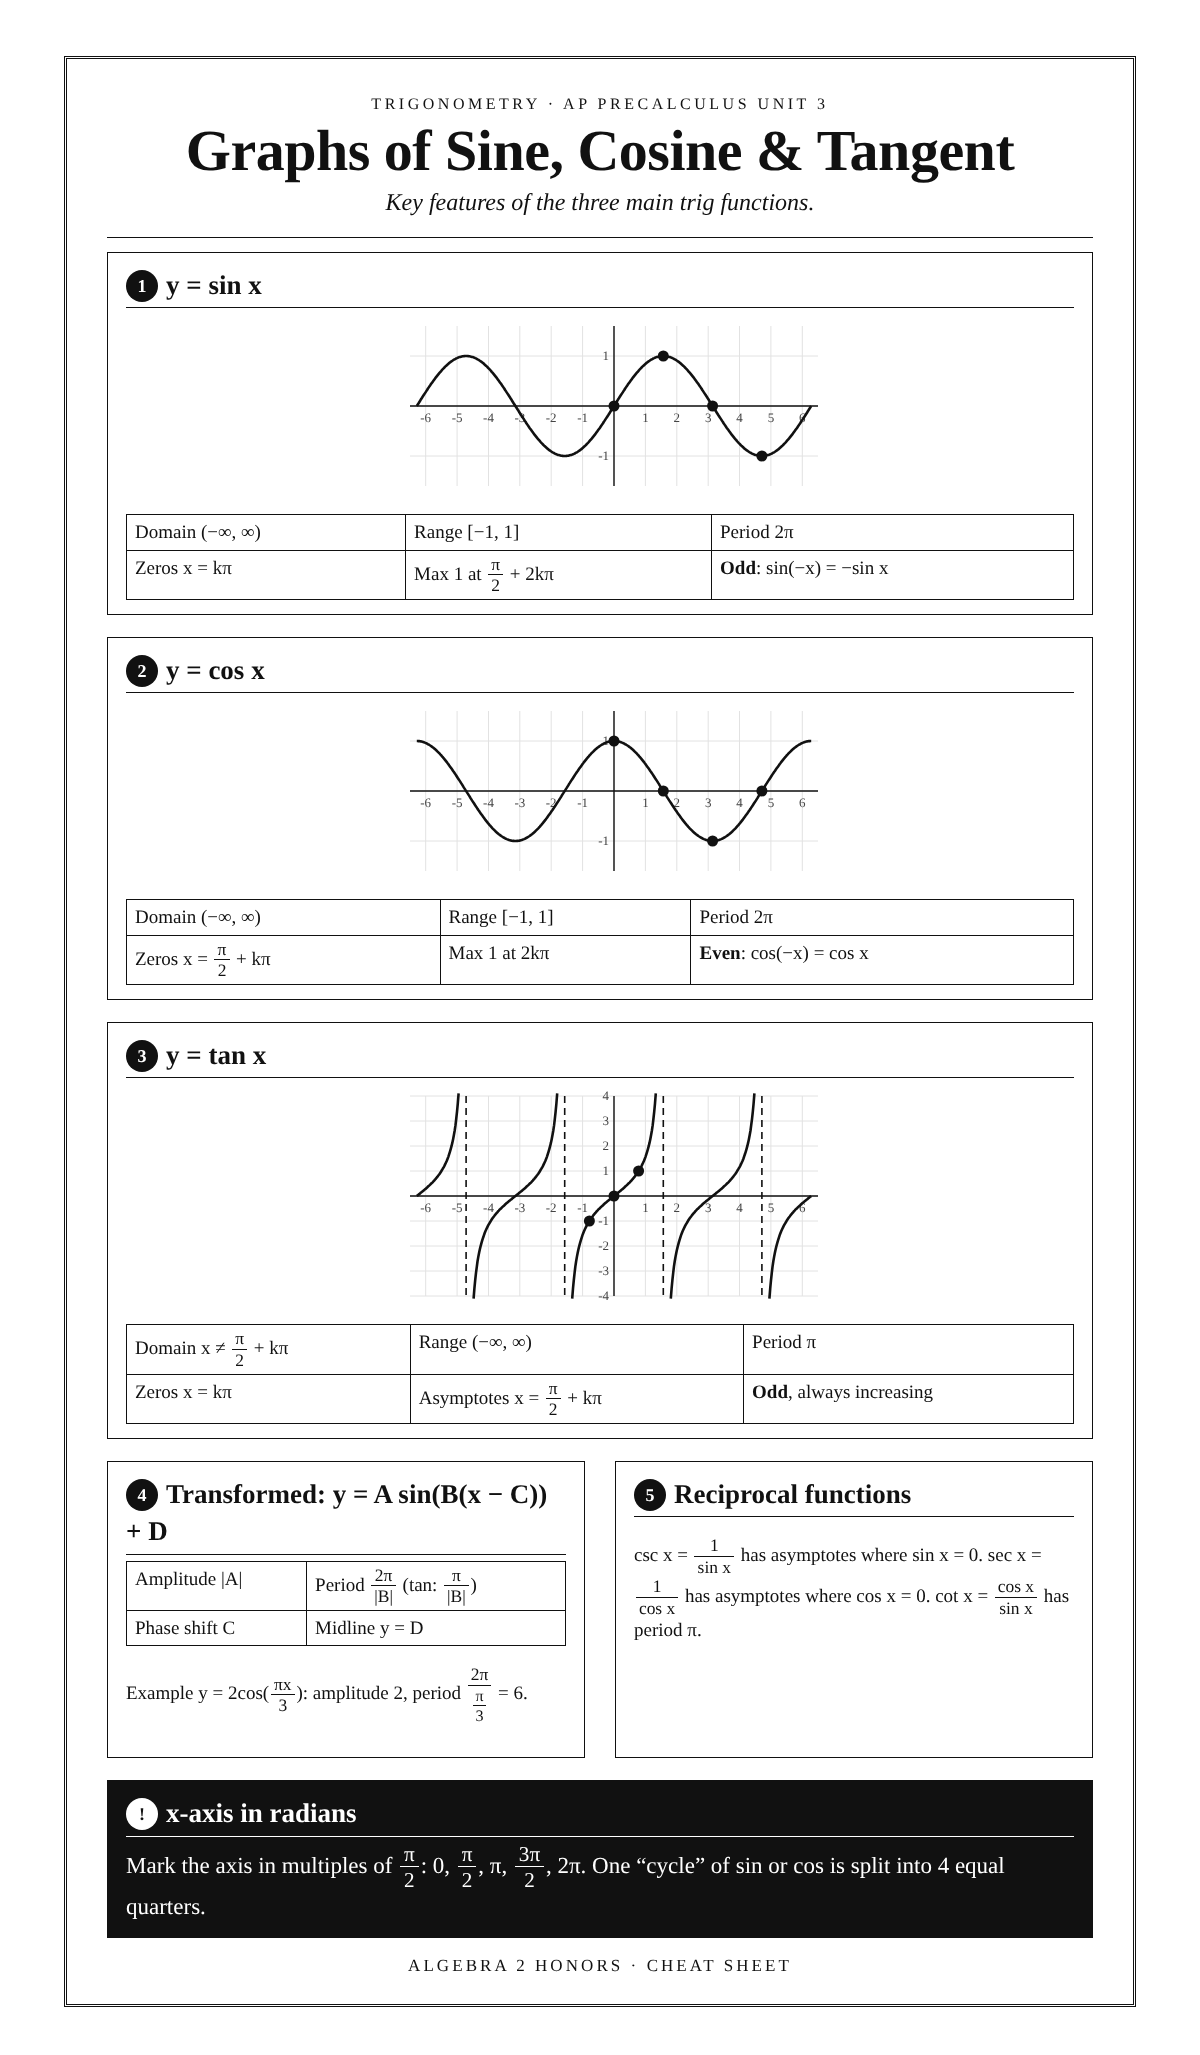 TRIGONOMETRY · AP PRECALCULUS UNIT 3
Graphs of Sine, Cosine & Tangent
Key features of the three main trig functions.
1 y = sin x
1
-6 -5 -4 -3 -2 -1 1 2 3 4 5 6
-1
Domain (−∞, ∞) Range [−1, 1] Period 2π
Zeros x = kπ Max 1 at π/2 + 2kπ Odd: sin(−x) = −sin x
2 y = cos x
1
-6 -5 -4 -3 -2 -1 1 2 3 4 5 6
-1
Domain (−∞, ∞) Range [−1, 1] Period 2π
Zeros x = π/2 + kπ Max 1 at 2kπ Even: cos(−x) = cos x
3 y = tan x
4
3
2
1
-6 -5 -4 -3 -2 -1 1 2 3 4 5 6
-1
-2
-3
-4
Domain x ≠ π/2 + kπ Range (−∞, ∞) Period π
Zeros x = kπ Asymptotes x = π/2 + kπ Odd, always increasing
4 Transformed: y = A sin(B(x − C))
+ D
Amplitude |A| Period 2π/|B| (tan: π/|B|)
Phase shift C Midline y = D
Example y = 2cos(πx/3): amplitude 2, period 2π/(π/3) = 6.
5 Reciprocal functions
csc x = 1/sin x has asymptotes where sin x = 0. sec x =
1/cos x has asymptotes where cos x = 0. cot x = cos x/sin x has
period π.
! x-axis in radians
Mark the axis in multiples of π/2: 0, π/2, π, 3π/2, 2π. One “cycle” of sin or cos is split into 4 equal
quarters.
ALGEBRA 2 HONORS · CHEAT SHEET